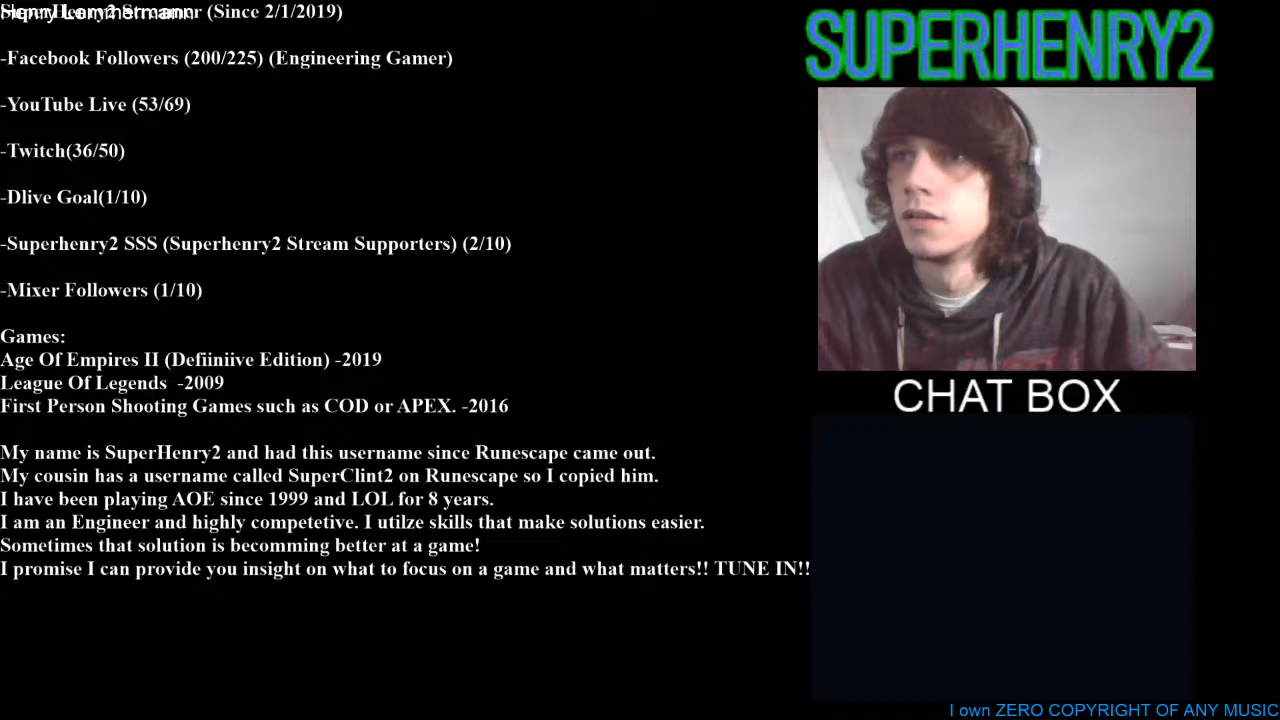 (Since 2/1/2019)
SUPERHENRY2
-Facebook Followers (200/225) (Engineering Gamer)
-YouTube Live (53/69)
-Twitch(36/50)
-Dlive Goal(1/10)
-Superhenry2 SSS (Superhenry2 Stream Supporters) (2/10)
-Mixer Followers (1/10)
Games:
Age Of Empires II (Defiiniive Edition) -2019
League Of Legends -2009
First Person Shooting Games such as COD or APEX. -2016
CHAT BOX
My name is SuperHenry2 and had this username since Runescape came out.
My cousin has a username called SuperClint2 on Runescape so I copied him.
I have been playing AOE since 1999 and LOL for 8 years.
I am an Engineer and highly competetive. I utilze skills that make solutions easier.
Sometimes that solution is becomming better at a game!
I promise I can provide you insight on what to focus on a game and what matters!! TUNE IN!!
I own ZERO COPYRIGHT OF ANY MUSIC